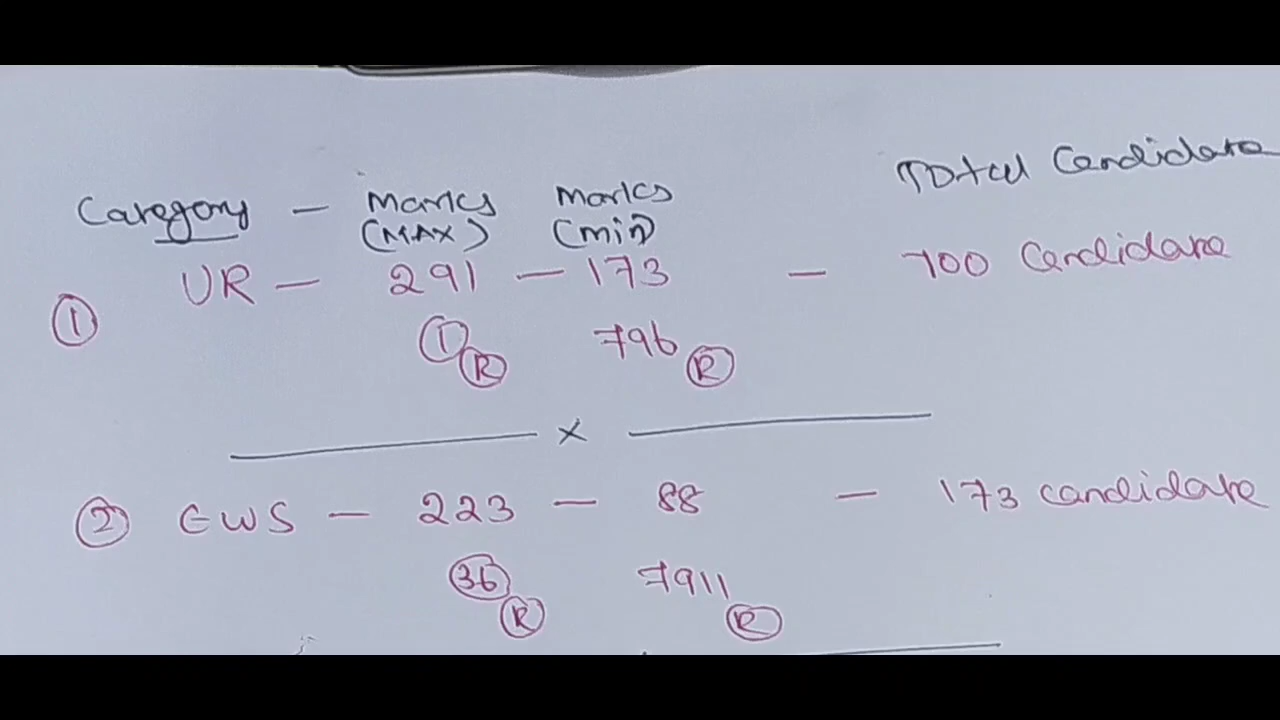 Total Candidate
Category - Marks Marks
(MAX) (min)
① UR - 291 - 173 - 700 Candidate
① Ⓡ 796 Ⓡ
x
② EWS - 223 - 88 - 173 candidate
㊱ Ⓡ 7911 Ⓡ